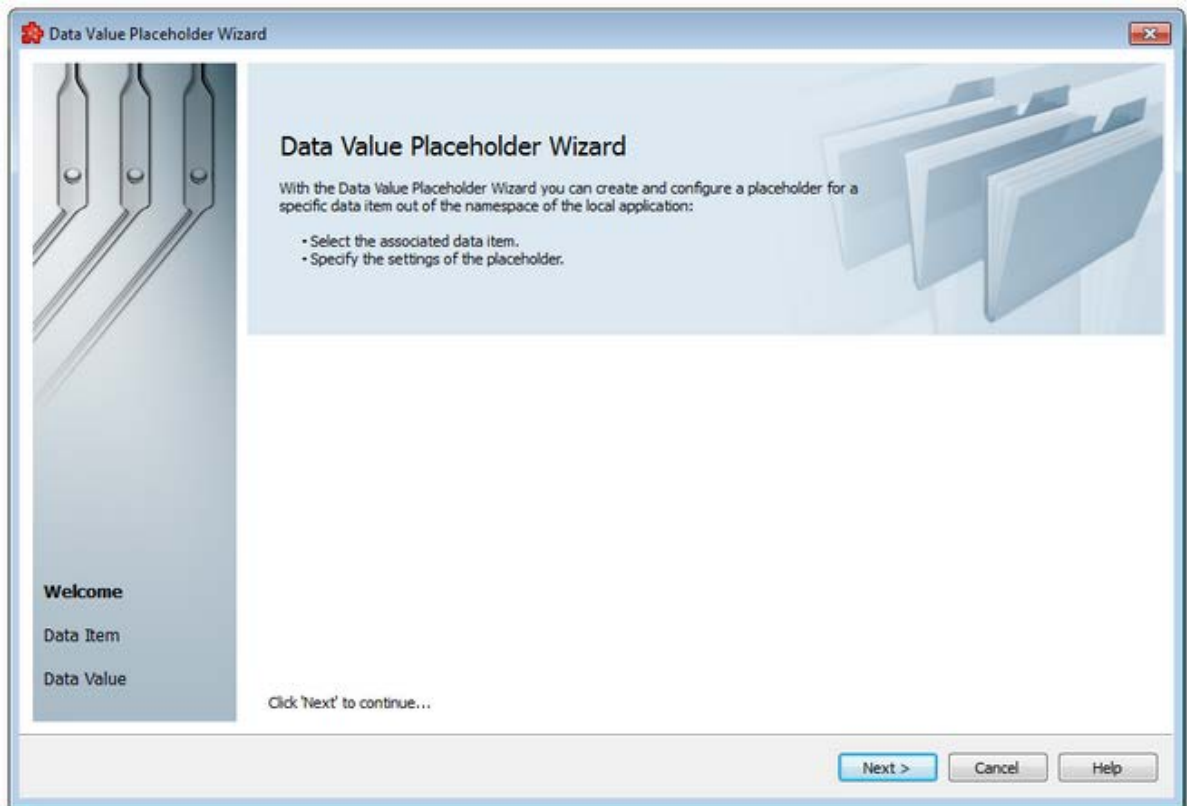 Data Value Placeholder Wizard
Data Value Placeholder Wizard
With the Data Value Placeholder Wizard you can create and configure a placeholder for a
specific data item out of the namespace of the local application:
• Select the associated data item.
• Specify the settings of the placeholder.
Welcome
Data Item
Data Value
Click 'Next' to continue...
Next >
Cancel
Help